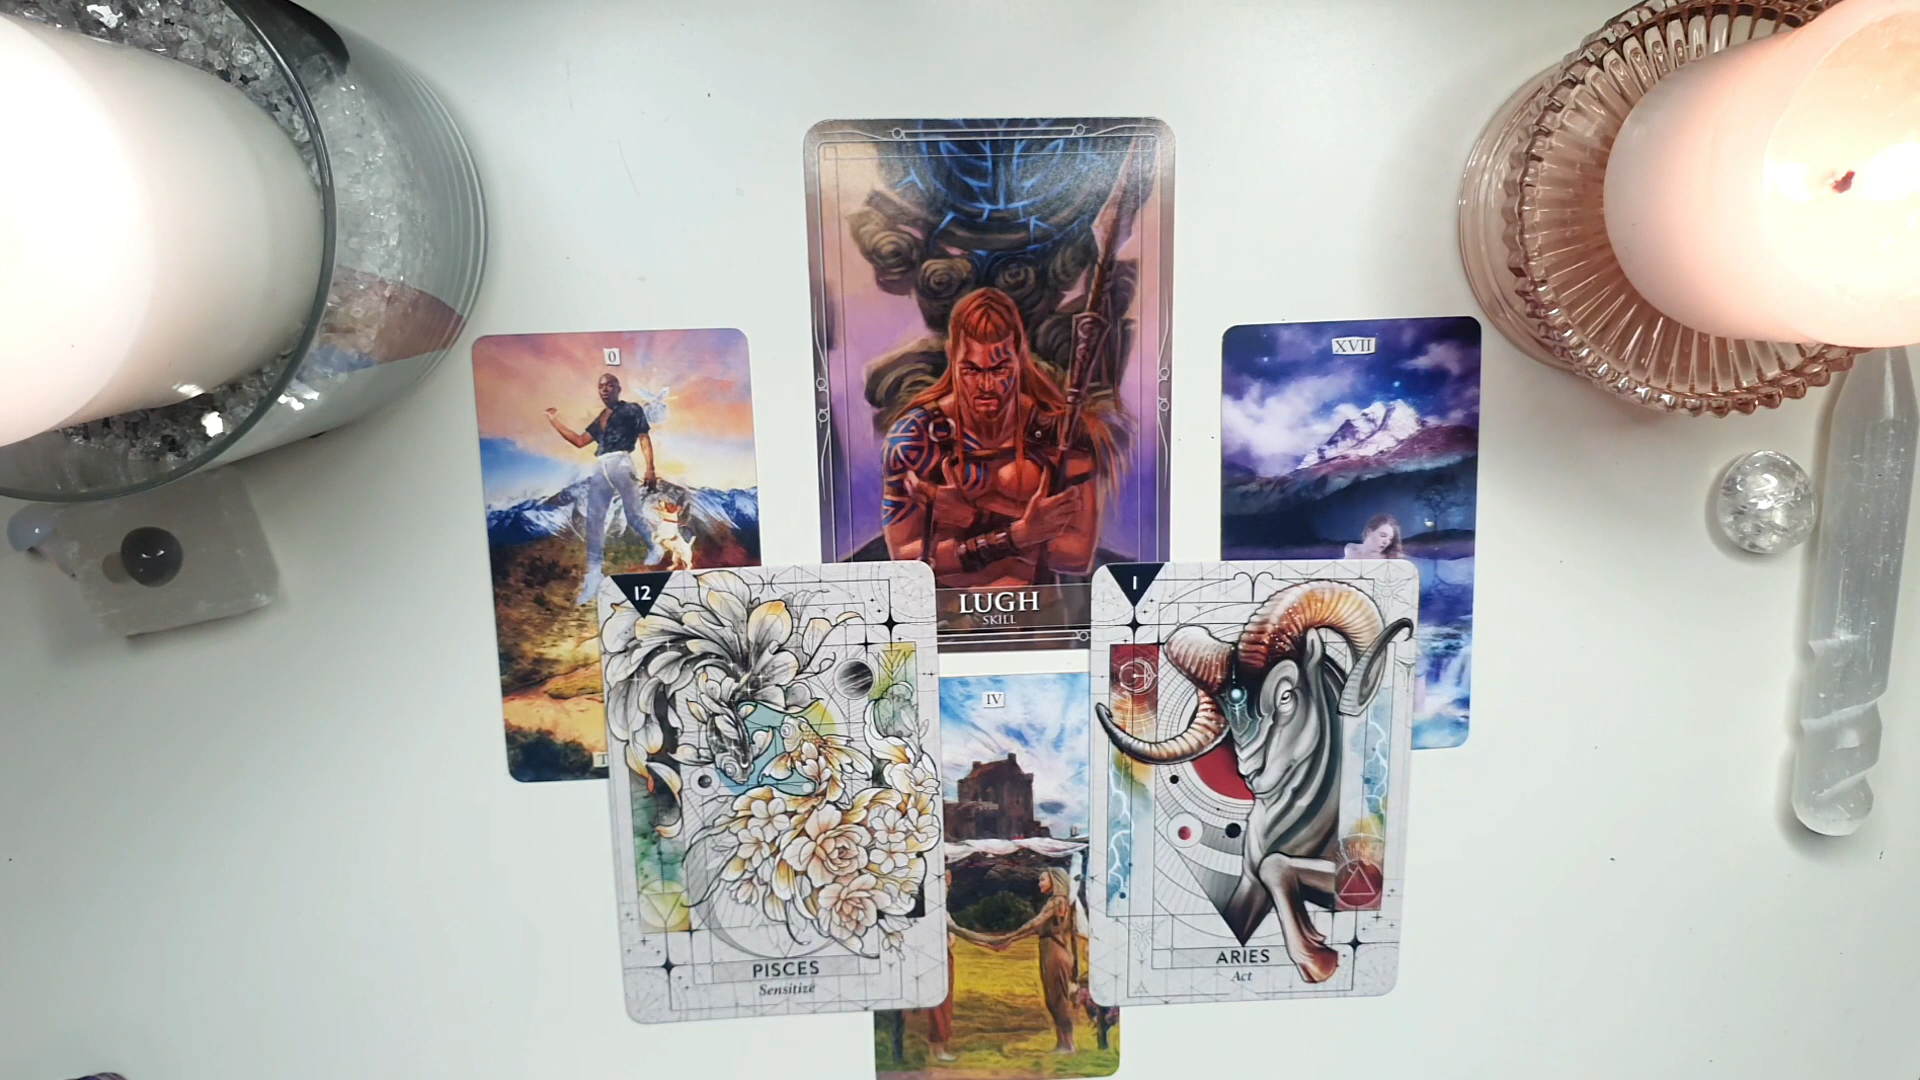 0
XVII
LUGH
SKILL
12
1
IV
PISCES
Sensitize
ARIES
Act